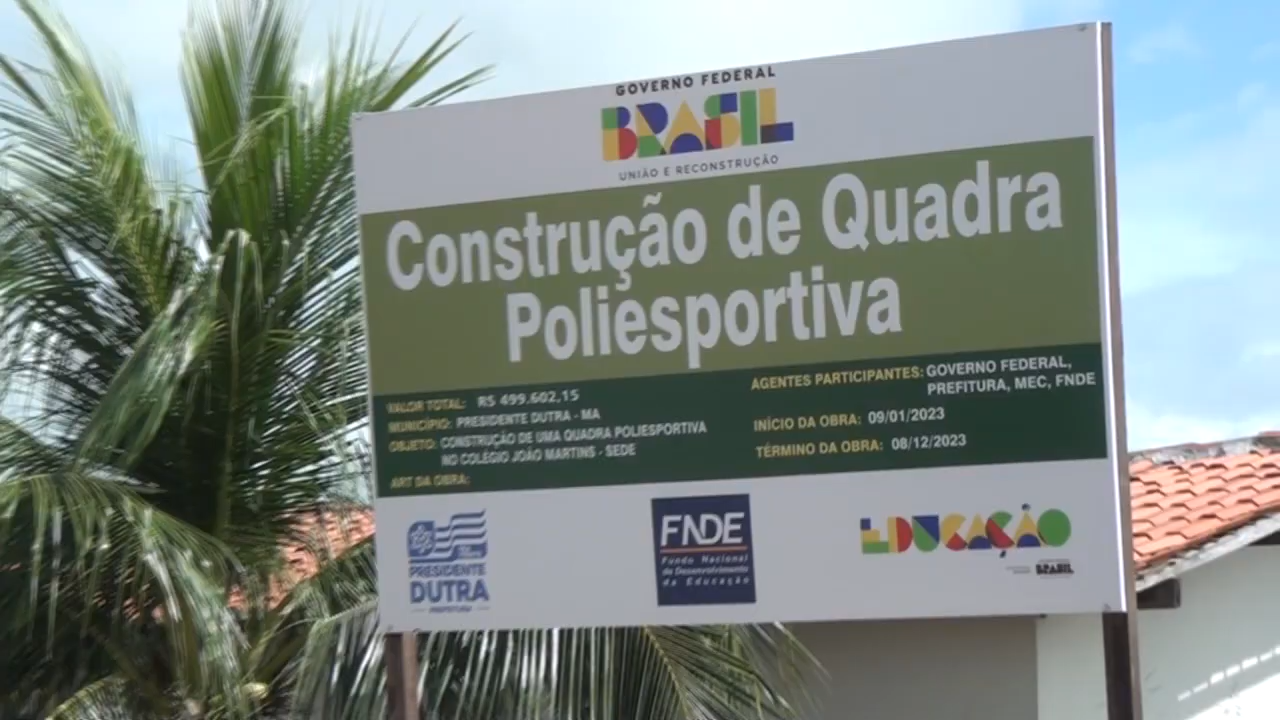 GOVERNO FEDERAL
BRASIL
UNIÃO E RECONSTRUÇÃO
Construção de Quadra
Poliesportiva
VALOR TOTAL: R$ 499.602,15
MUNICÍPIO: PRESIDENTE DUTRA - MA
OBJETO: CONSTRUÇÃO DE UMA QUADRA POLIESPORTIVA
NO COLÉGIO JOÃO MARTINS - SEDE
ART DA OBRA:
AGENTES PARTICIPANTES: GOVERNO FEDERAL,
PREFEITURA, MEC, FNDE
INÍCIO DA OBRA: 09/01/2023
TÉRMINO DA OBRA: 08/12/2023
PRESIDENTE
DUTRA
PREFEITURA
FNDE
Fundo Nacional
de Desenvolvimento
da Educação
EDUCAÇÃO
BRASIL